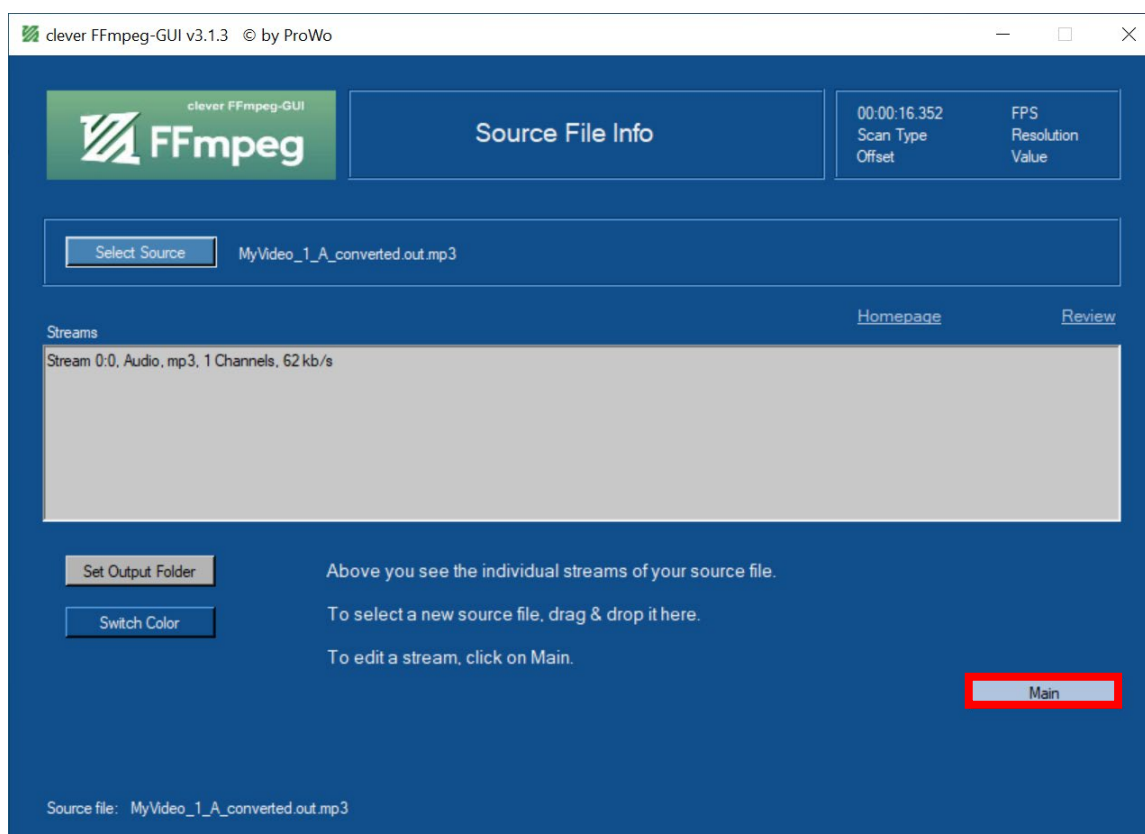 clever FFmpeg-GUI v3.1.3 © by ProWo
clever FFmpeg-GUI
FFmpeg
Source File Info
00:00:16.352 FPS
Scan Type Resolution
Offset Value
Select Source MyVideo_1_A_converted.out.mp3
Homepage Review
Streams
Stream 0:0, Audio, mp3, 1 Channels, 62 kb/s
Set Output Folder
Above you see the individual streams of your source file.
Switch Color
To select a new source file, drag & drop it here.
To edit a stream, click on Main.
Main
Source file: MyVideo_1_A_converted.out.mp3